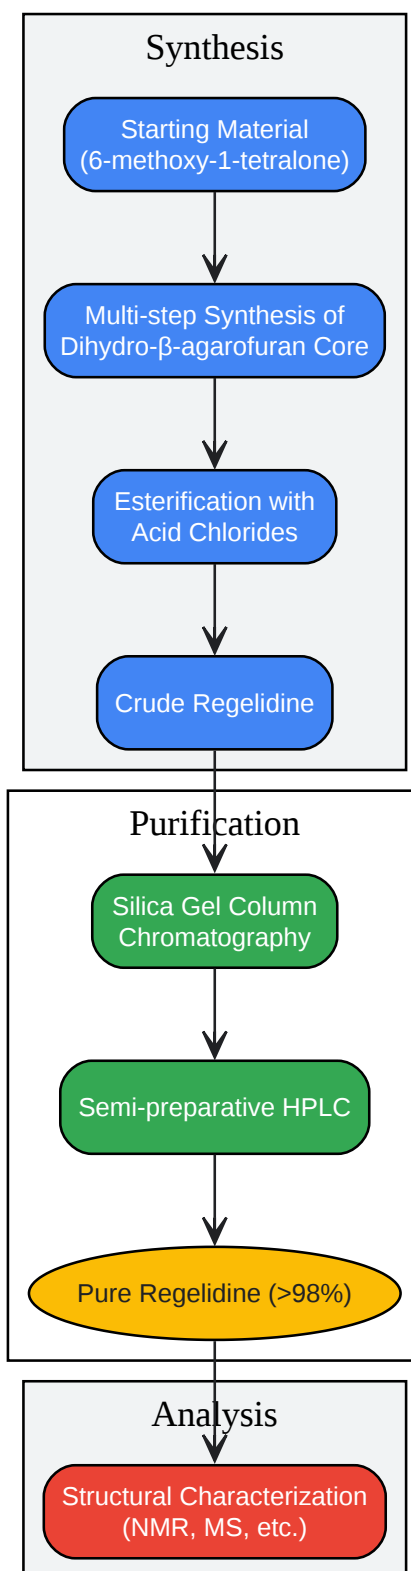 Synthesis
Starting Material
(6-methoxy-1-tetralone)
Multi-step Synthesis of
Dihydro-β-agarofuran Core
Esterification with
Acid Chlorides
Crude Regelidine
Purification
Silica Gel Column
Chromatography
Semi-preparative HPLC
Pure Regelidine (>98%)
Analysis
Structural Characterization
(NMR, MS, etc.)